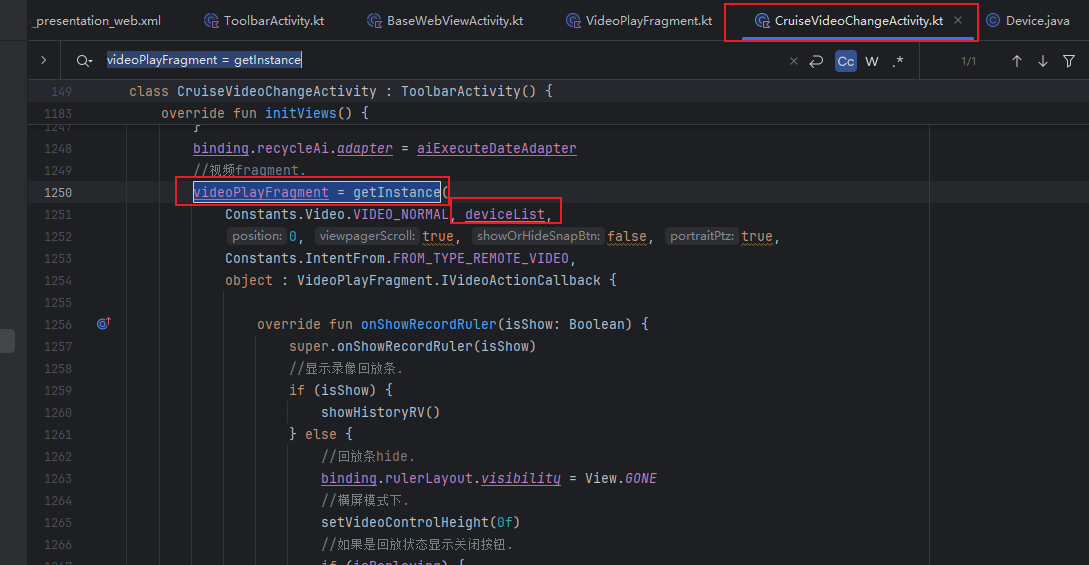 _presentation_web.xml ToolbarActivity.kt BaseWebViewActivity.kt VideoPlayFragment.kt CruiseVideoChangeActivity.kt Device.java
videoPlayFragment = getInstance Cc W .* 1/1
149 class CruiseVideoChangeActivity : ToolbarActivity() {
1183 override fun initViews() {
1247 }
1248 binding.recycleAi.adapter = aiExecuteDateAdapter
1249 //视频fragment.
1250 videoPlayFragment = getInstance(
1251 Constants.Video.VIDEO_NORMAL, deviceList,
1252 position: 0, viewpagerScroll: true, showOrHideSnapBtn: false, portraitPtz: true,
1253 Constants.IntentFrom.FROM_TYPE_REMOTE_VIDEO,
1254 object : VideoPlayFragment.IVideoActionCallback {
1255
1256 override fun onShowRecordRuler(isShow: Boolean) {
1257 super.onShowRecordRuler(isShow)
1258 //显示录像回放条.
1259 if (isShow) {
1260 showHistoryRV()
1261 } else {
1262 //回放条hide.
1263 binding.rulerLayout.visibility = View.GONE
1264 //横屏模式下.
1265 setVideoControlHeight(0f)
1266 //如果是回放状态显示关闭按钮.